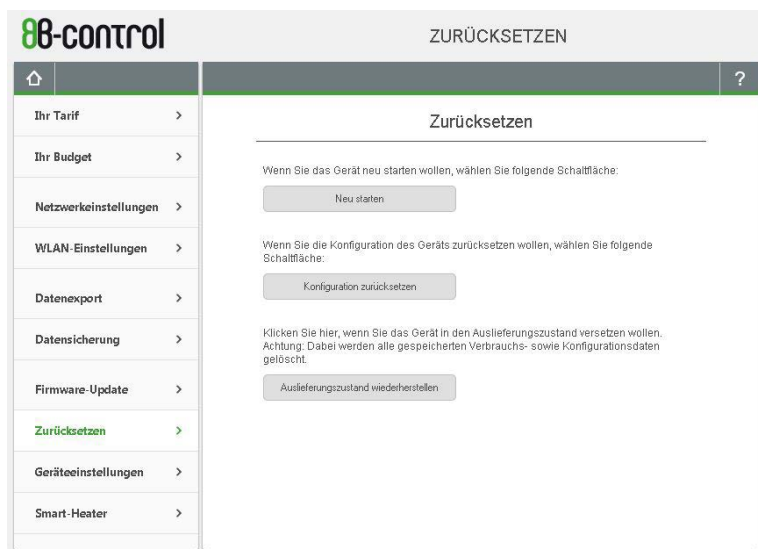 BB-control
ZURÜCKSETZEN
?
Ihr Tarif
Ihr Budget
Netzwerkeinstellungen
WLAN-Einstellungen
Datenexport
Datensicherung
Firmware-Update
Zurücksetzen
Geräteeinstellungen
Smart-Heater
Zurücksetzen
Wenn Sie das Gerät neu starten wollen, wählen Sie folgende Schaltfläche:
Neu starten
Wenn Sie die Konfiguration des Geräts zurücksetzen wollen, wählen Sie folgende
Schaltfläche:
Konfiguration zurücksetzen
Klicken Sie hier, wenn Sie das Gerät in den Auslieferungszustand versetzen wollen.
Achtung: Dabei werden alle gespeicherten Verbrauchs- sowie Konfigurationsdaten
gelöscht.
Auslieferungszustand wiederherstellen